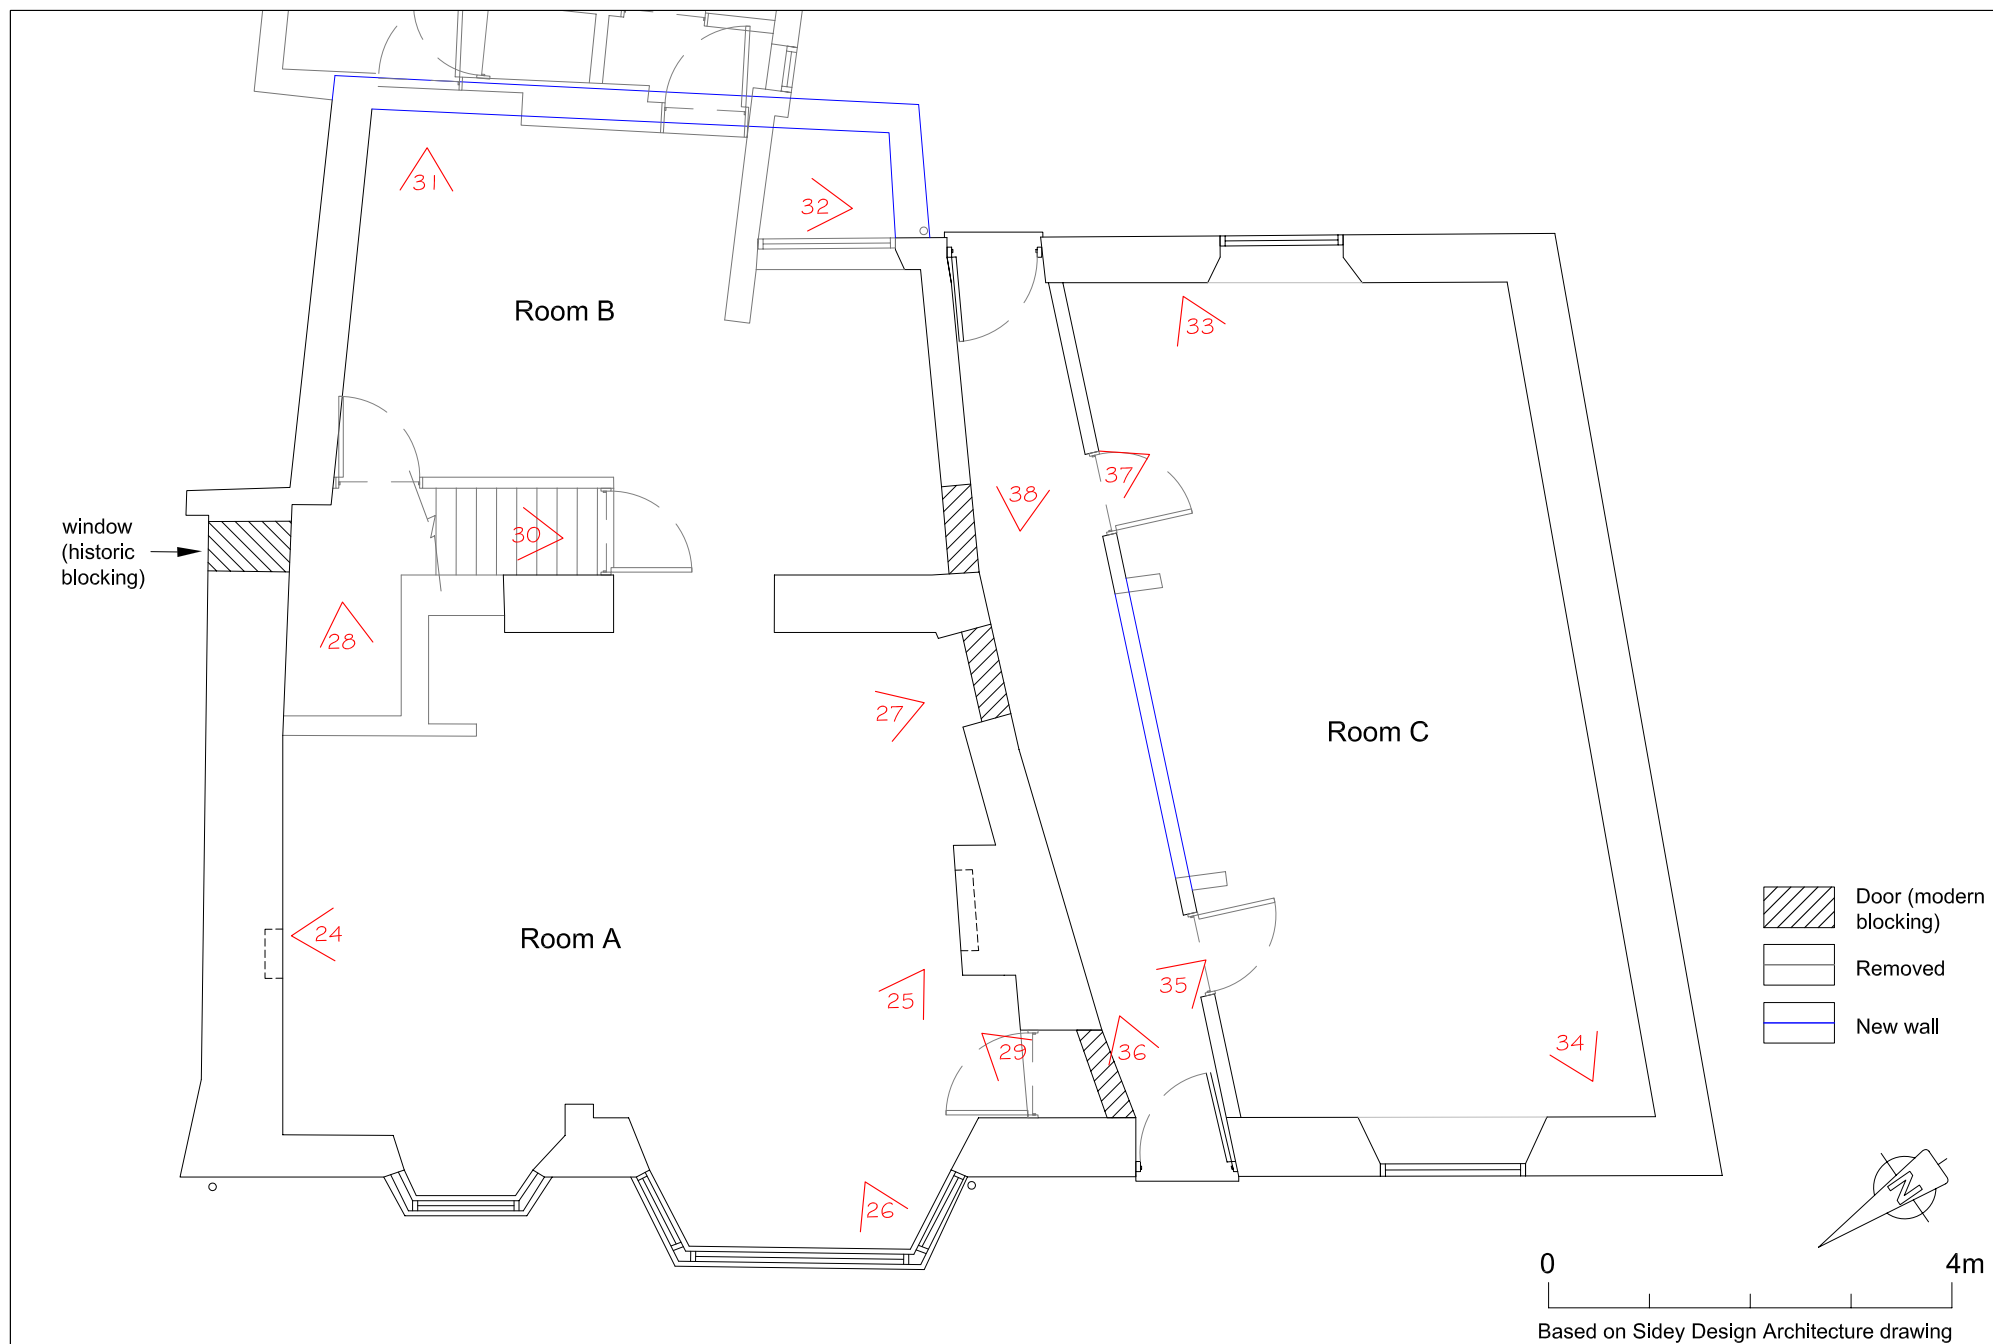 31
32
Room B
33
37
38
window
(historic
blocking)
30
28
27
Room C
Door (modern
blocking)
24
Room A
Removed
35
25
New wall
29
36
34
N
26
0
4m
Based on Sidey Design Architecture drawing